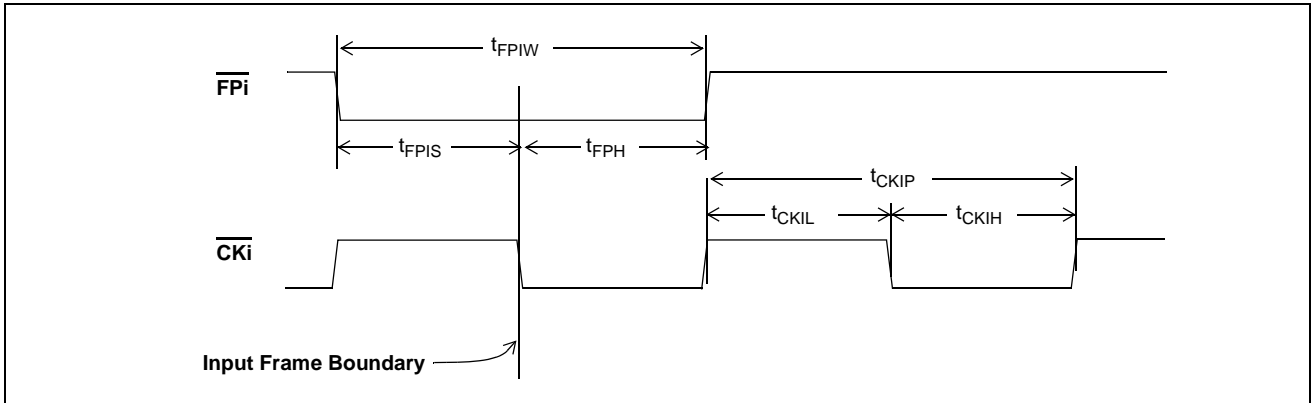 tFPIW
FPi
tFPIS
tFPH
tCKIP
tCKIL
tCKIH
CKi
Input Frame Boundary